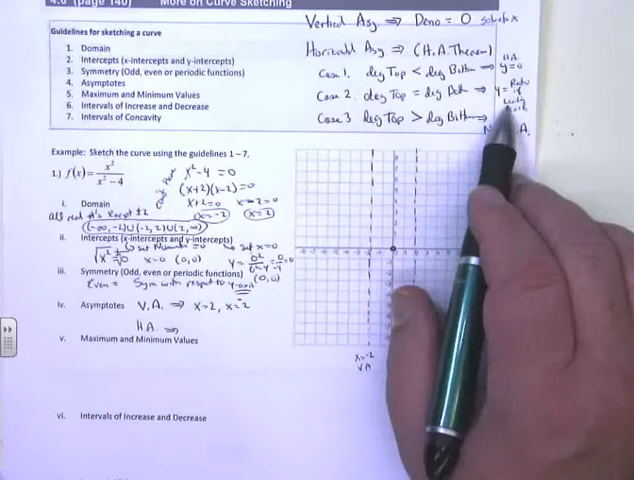 4.6 (page 140) More on Curve Sketching
Vertical Asy ⇒ Deno = 0 solve for x
Guidelines for sketching a curve
1. Domain
2. Intercepts (x-intercepts and y-intercepts)
3. Symmetry (Odd, even or periodic functions)
4. Asymptotes
5. Maximum and Minimum Values
6. Intervals of Increase and Decrease
7. Intervals of Concavity
Horizontal Asy ⇒ (H.A. Theorem)
Case 1. deg Top < deg Bottom ⇒ H.A. y=0
Case 2. deg Top = deg Both ⇒ y = Ratio of
Case 3 deg Top > deg Bottom ⇒
Example: Sketch the curve using the guidelines 1 – 7.
1.) f(x) = x²/(x² − 4)
x² - 4 = 0
(x+2)(x-2) = 0
x+2=0 x-2=0
x=-2 x=2
i. Domain
all real #'s Except ±2
(-∞, -2)∪(-2, 2)∪(2, ∞)
ii. Intercepts (x-intercepts and y-intercepts)
set x=0
x=0 (0,0)
(0,0)
iii. Symmetry (Odd, even or periodic functions)
Even = Sym with respect to y-axis
iv. Asymptotes V.A. ⇒ x=2, x=-2
H.A. ⇒
v. Maximum and Minimum Values
x=-2
VA
vi. Intervals of Increase and Decrease